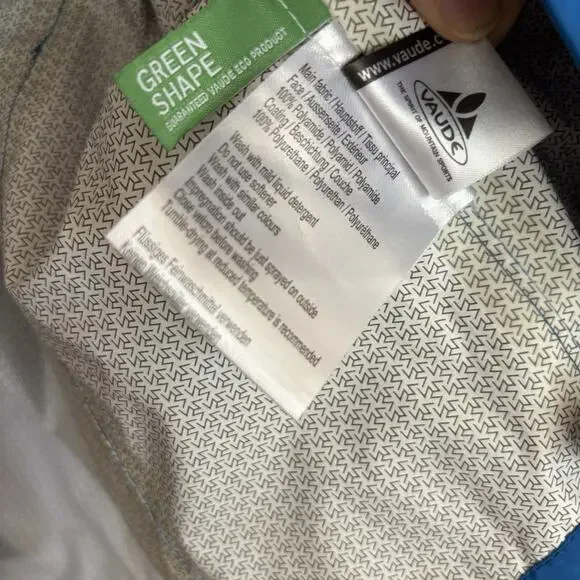 GREEN
SHAPE
GUARANTEED VAUDE ECO PRODUCT
www.vaude.c
VAUDE
THE SPIRIT OF MOUNTAIN SPORTS
Main fabric / Hauptstoff / Tissu principal
Face / Aussenseite / Extérieur
100% Polyamide / Polyamid / Polyamide
Coating / Beschichtung / Couche
100% Polyurethane / Polyurethan / Polyuréthane
Wash with mild liquid detergent
Do not use softener
Wash with similar colours
Wash inside out
Impregnation should be just sprayed on outside
Close velcro before washing
Tumble-drying at reduced temperature is recommended
Flüssiges Feinwaschmittel verwenden